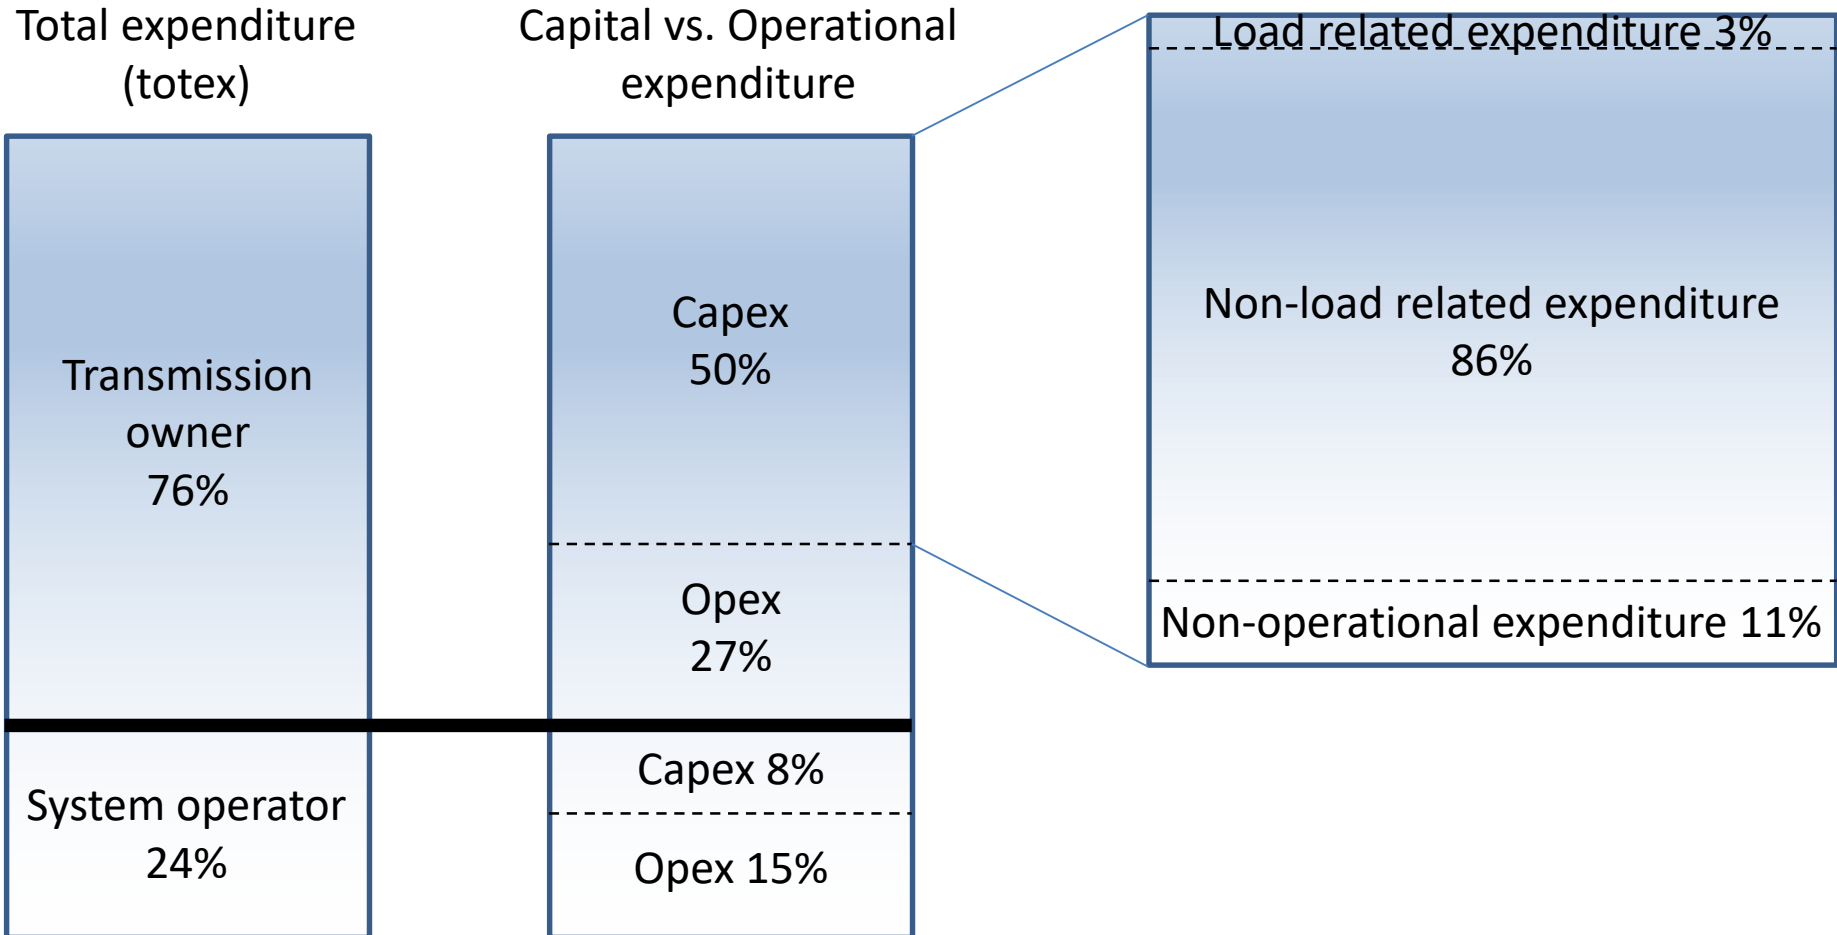 Total expenditure
(totex)
Capital vs. Operational
expenditure
Transmission
owner
76%
System operator
24%
Capex
50%
Opex
27%
Capex 8%
Opex 15%
Load related expenditure 3%
Non-load related expenditure
86%
Non-operational expenditure 11%